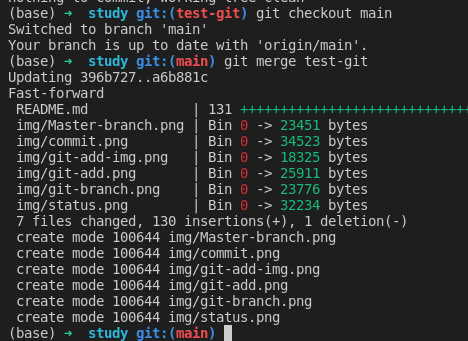 nothing to commit, working tree clean
(base) ➜  study git:(test-git) git checkout main
Switched to branch 'main'
Your branch is up to date with 'origin/main'.
(base) ➜  study git:(main) git merge test-git
Updating 396b727..a6b881c
Fast-forward
 README.md             | 131 +++++++++++++++++++++++++++++
 img/Master-branch.png | Bin 0 -> 23451 bytes
 img/commit.png        | Bin 0 -> 34523 bytes
 img/git-add-img.png   | Bin 0 -> 18325 bytes
 img/git-add.png       | Bin 0 -> 25911 bytes
 img/git-branch.png    | Bin 0 -> 23776 bytes
 img/status.png        | Bin 0 -> 32234 bytes
 7 files changed, 130 insertions(+), 1 deletion(-)
 create mode 100644 img/Master-branch.png
 create mode 100644 img/commit.png
 create mode 100644 img/git-add-img.png
 create mode 100644 img/git-add.png
 create mode 100644 img/git-branch.png
 create mode 100644 img/status.png
(base) ➜  study git:(main)